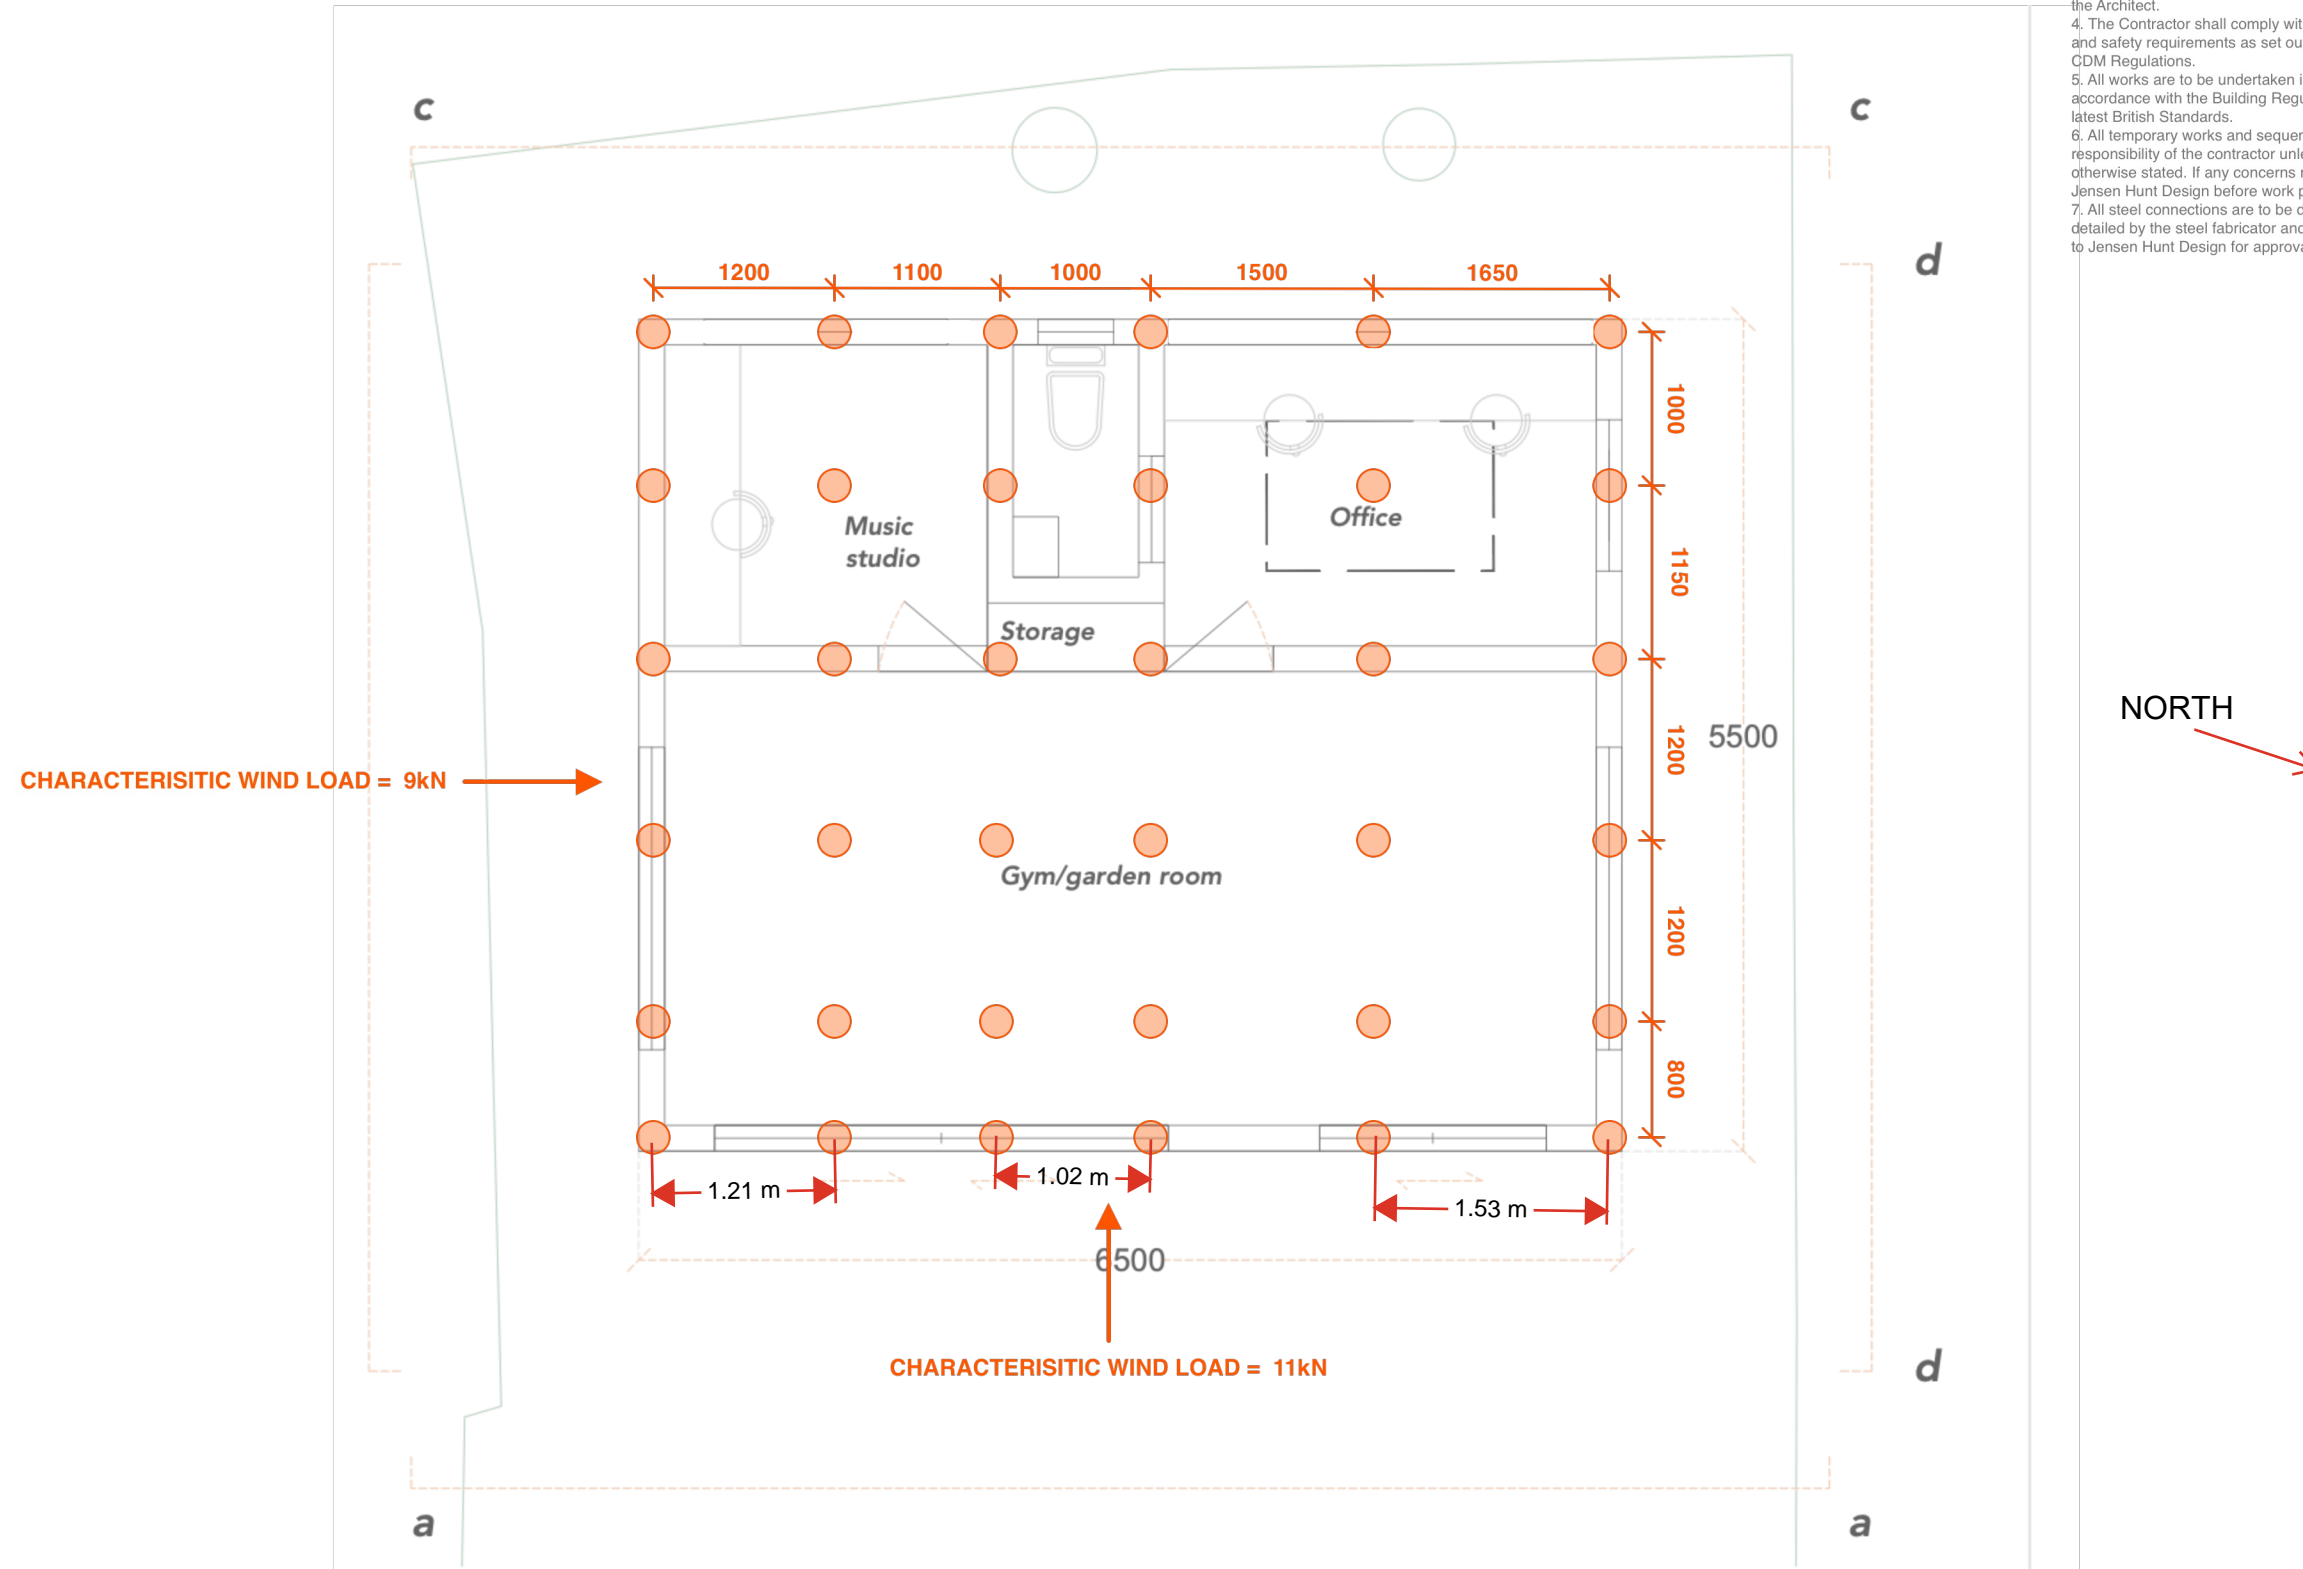 the Architect.
4. The Contractor shall comply wit
and safety requirements as set ou
CDM Regulations.
5. All works are to be undertaken i
accordance with the Building Regu
latest British Standards.
6. All temporary works and sequen
responsibility of the contractor unle
otherwise stated. If any concerns
Jensen Hunt Design before work p
7. All steel connections are to be d
detailed by the steel fabricator and
to Jensen Hunt Design for approva
c
c
d
1200
1100
1000
1500
1650
1000
Music
studio
Office
1150
Storage
NORTH
1200
5500
CHARACTERISITIC WIND LOAD = 9kN
Gym/garden room
1200
800
1.21 m
1.02 m
1.53 m
6500
CHARACTERISITIC WIND LOAD = 11kN
d
a
a